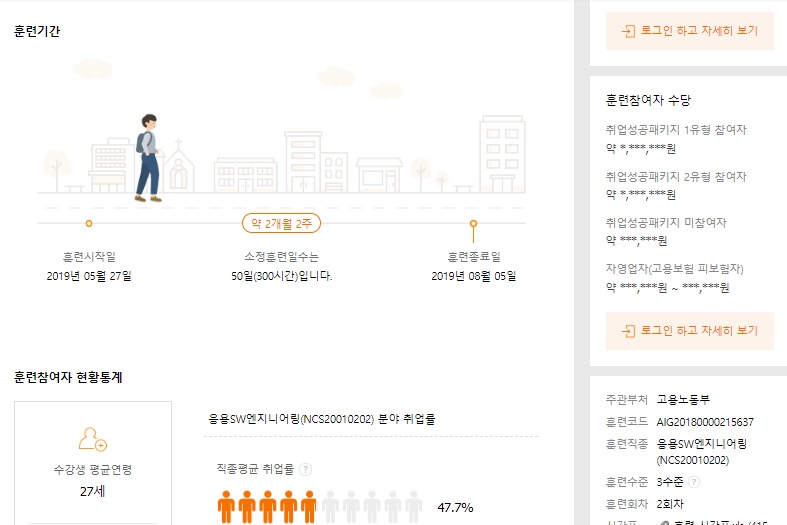 훈련기간
약 2개월 2주
훈련시작일
2019년 05월 27일
소정훈련일수는
50일(300시간)입니다.
훈련종료일
2019년 08월 05일
훈련참여자 현황통계
수강생 평균연령
27세
응용SW엔지니어링(NCS20010202) 분야 취업률
직종평균 취업률 ?
47.7%
로그인 하고 자세히 보기
훈련참여자 수당
취업성공패키지 1유형 참여자
약 *,***,***원
취업성공패키지 2유형 참여자
약 *,***,***원
취업성공패키지 미참여자
약 ***,***원
자영업자(고용보험 피보험자)
약 ***,***원 ~ ***,***원
로그인 하고 자세히 보기
주관부처 고용노동부
훈련코드 AIG20180000215637
훈련직종 응용SW엔지니어링
(NCS20010202)
훈련수준 3수준 ?
훈련회차 2회차